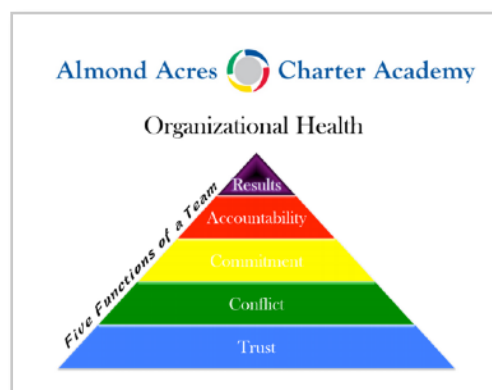 Almond Acres Charter Academy
Organizational Health
Five Functions of a Team
Results
Accountability
Commitment
Conflict
Trust